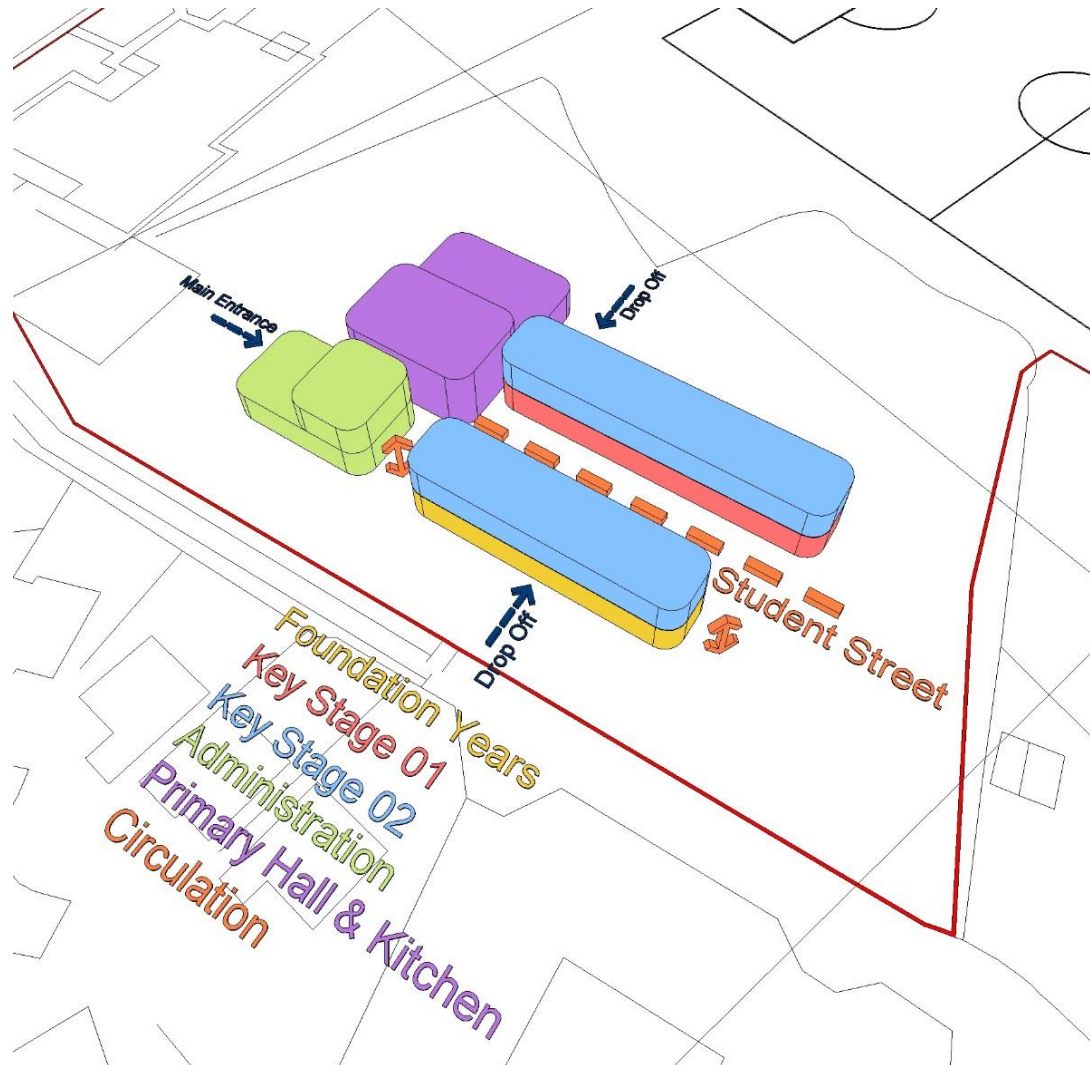 Main Entrance
Drop Off
Student Street
Drop Off
Foundation Years
Key Stage 01
Key Stage 02
Administration
Primary Hall & Kitchen
Circulation